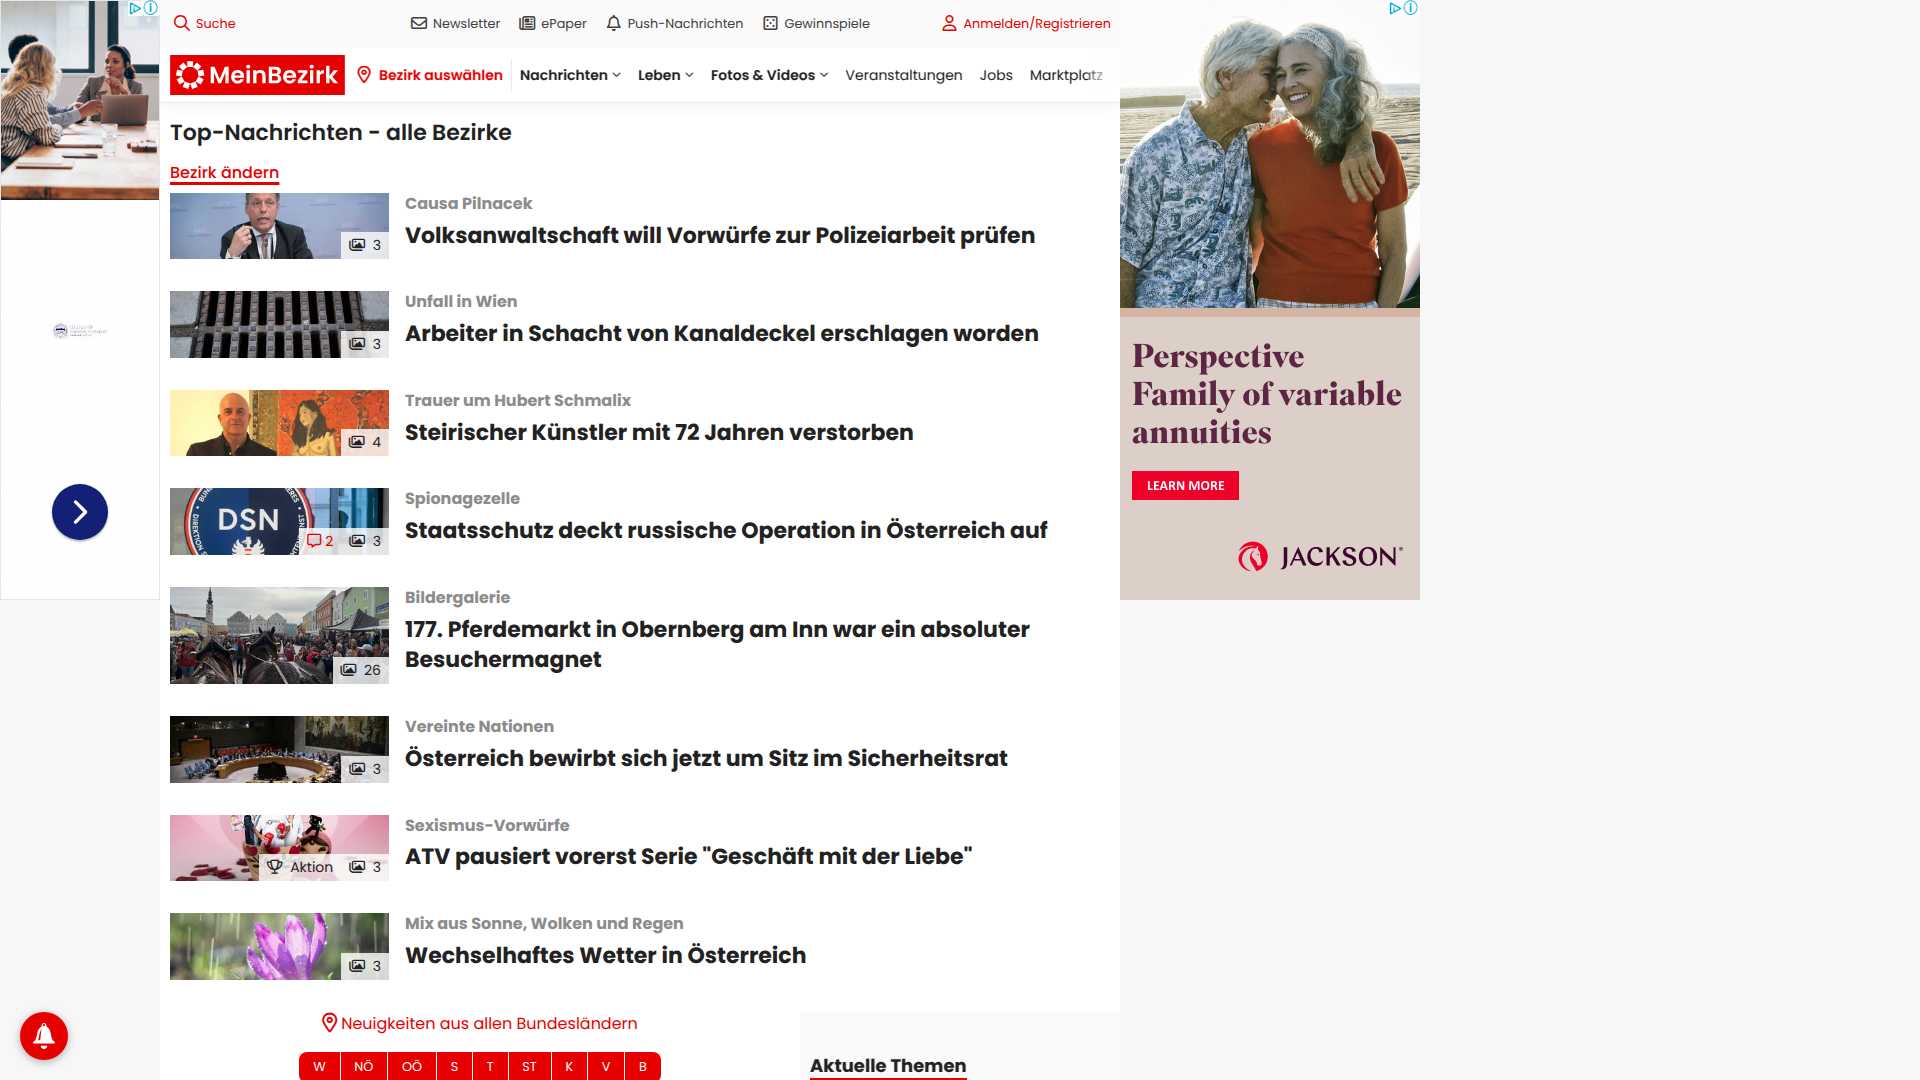 Suche
Newsletter
ePaper
Push-Nachrichten
Gewinnspiele
Anmelden/Registrieren
MeinBezirk
Bezirk auswählen
Nachrichten
Leben
Fotos & Videos
Veranstaltungen
Jobs
Marktplatz
Top-Nachrichten - alle Bezirke
Bezirk ändern
Causa Pilnacek
Volksanwaltschaft will Vorwürfe zur Polizeiarbeit prüfen
3
Unfall in Wien
Arbeiter in Schacht von Kanaldeckel erschlagen worden
3
Trauer um Hubert Schmalix
Steirischer Künstler mit 72 Jahren verstorben
4
Spionagezelle
Staatsschutz deckt russische Operation in Österreich auf
DSN
2
3
Bildergalerie
177. Pferdemarkt in Obernberg am Inn war ein absoluter
Besuchermagnet
26
Vereinte Nationen
Österreich bewirbt sich jetzt um Sitz im Sicherheitsrat
3
Sexismus-Vorwürfe
ATV pausiert vorerst Serie "Geschäft mit der Liebe"
Aktion
3
Mix aus Sonne, Wolken und Regen
Wechselhaftes Wetter in Österreich
3
Neuigkeiten aus allen Bundesländern
W
NÖ
OÖ
S
T
ST
K
V
B
Aktuelle Themen
Perspective
Family of variable
annuities
LEARN MORE
JACKSON®